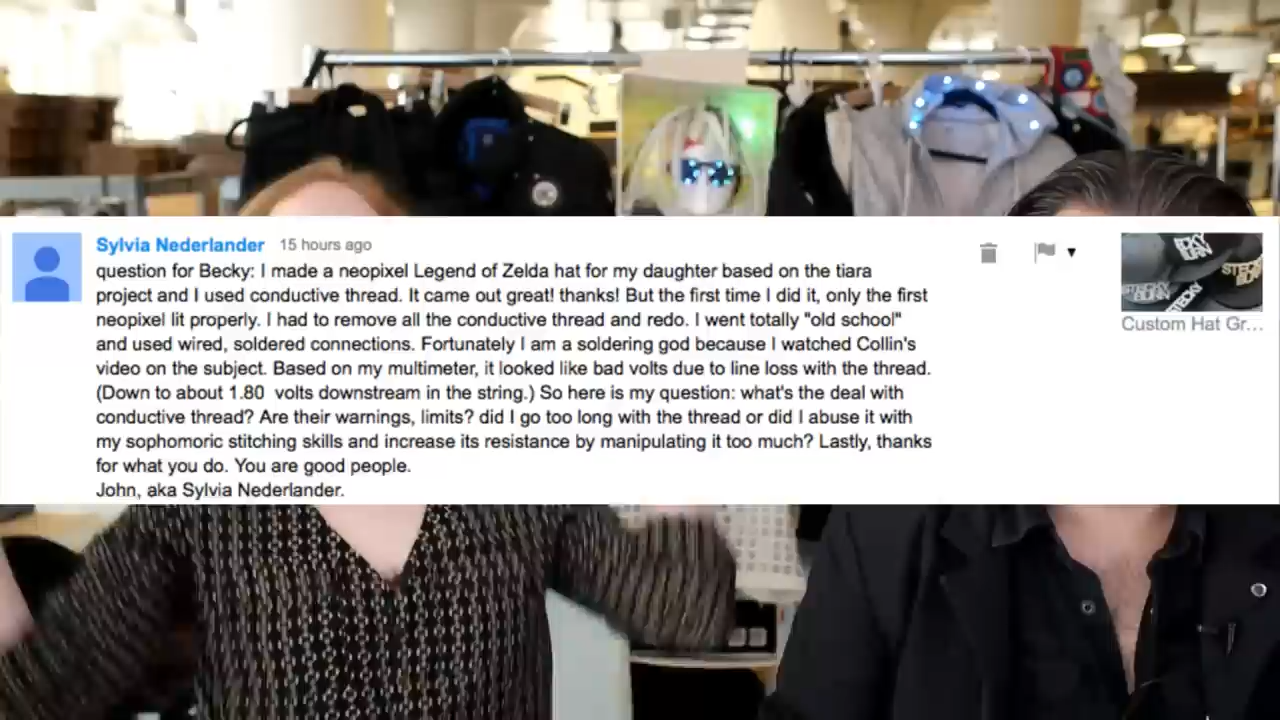 Sylvia Nederlander 15 hours ago
question for Becky: I made a neopixel Legend of Zelda hat for my daughter based on the tiara
project and I used conductive thread. It came out great! thanks! But the first time I did it, only the first
neopixel lit properly. I had to remove all the conductive thread and redo. I went totally "old school"
and used wired, soldered connections. Fortunately I am a soldering god because I watched Collin's
video on the subject. Based on my multimeter, it looked like bad volts due to line loss with the thread.
(Down to about 1.80 volts downstream in the string.) So here is my question: what's the deal with
conductive thread? Are their warnings, limits? did I go too long with the thread or did I abuse it with
my sophomoric stitching skills and increase its resistance by manipulating it too much? Lastly, thanks
for what you do. You are good people.
John, aka Sylvia Nederlander.
Custom Hat Gr...